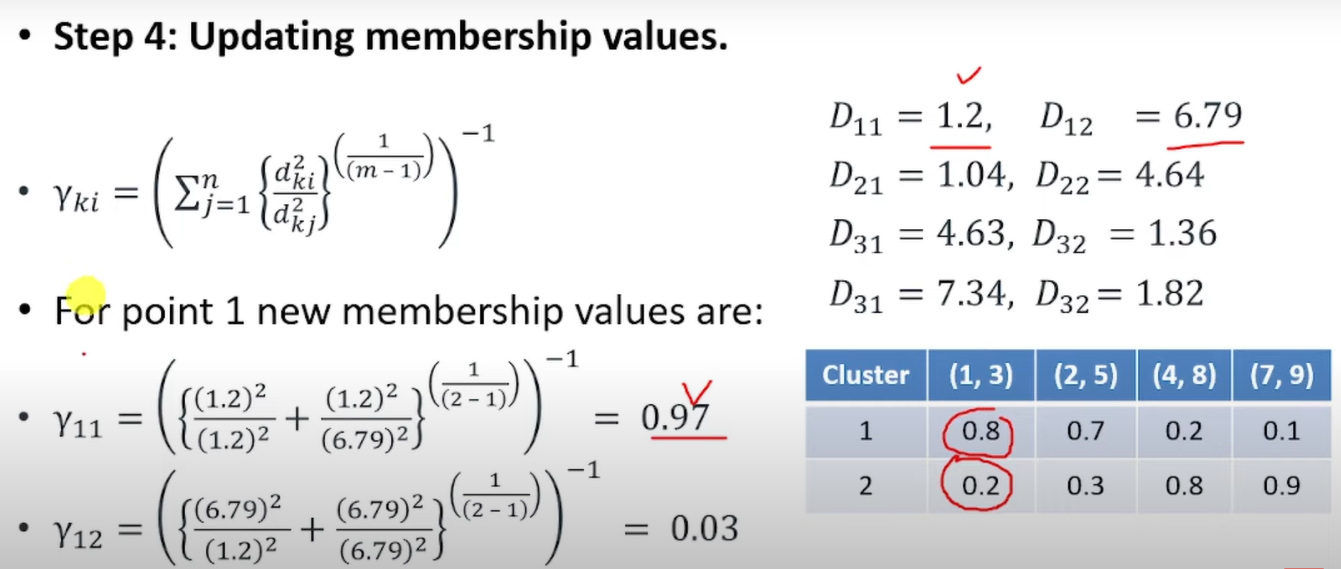 • Step 4: Updating membership values.
• γₖᵢ = (∑ⁿⱼ₌₁ {d²ₖᵢ / d²ₖⱼ}^(1/(m − 1)))^−1
• For point 1 new membership values are:
• γ₁₁ = ({(1.2)²/(1.2)² + (1.2)²/(6.79)²}^(1/(2 − 1)))^−1 = 0.97
• γ₁₂ = ({(6.79)²/(1.2)² + (6.79)²/(6.79)²}^(1/(2 − 1)))^−1 = 0.03
D₁₁ = 1.2, D₁₂ = 6.79
D₂₁ = 1.04, D₂₂ = 4.64
D₃₁ = 4.63, D₃₂ = 1.36
D₃₁ = 7.34, D₃₂ = 1.82
Cluster (1, 3) (2, 5) (4, 8) (7, 9)
1 0.8 0.7 0.2 0.1
2 0.2 0.3 0.8 0.9